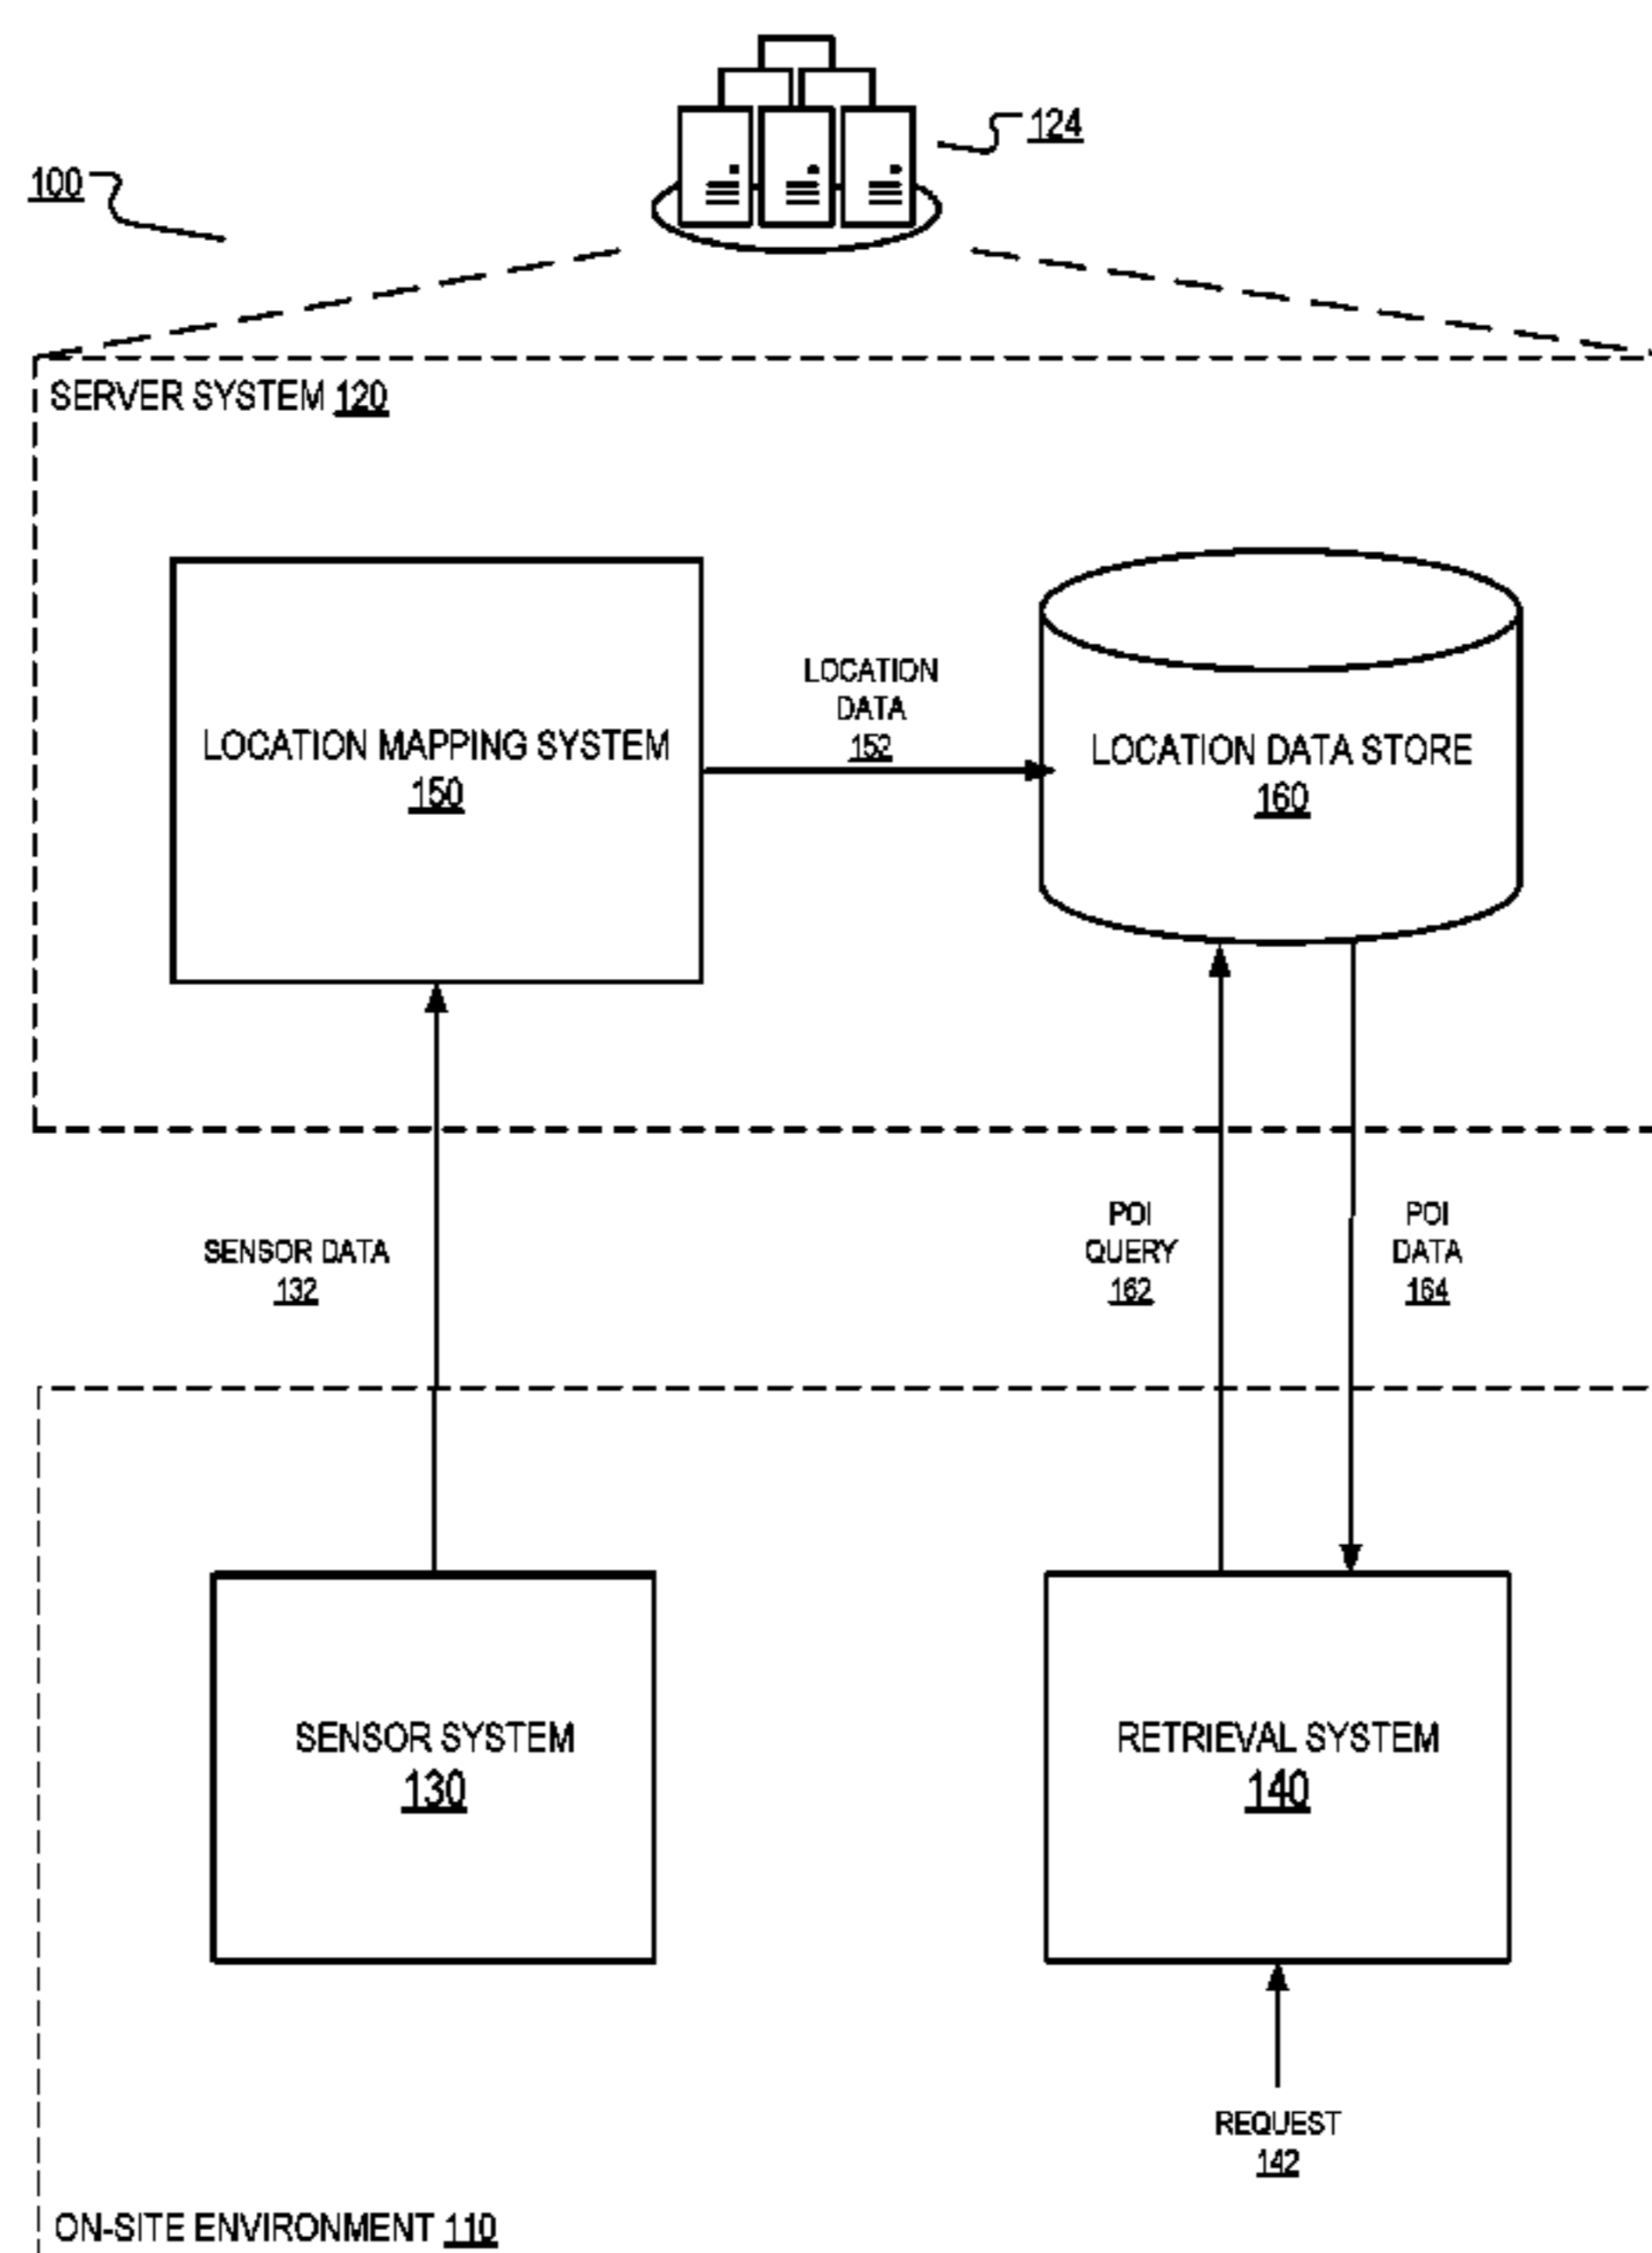 124
100
SERVER SYSTEM 120
LOCATION MAPPING SYSTEM
150
LOCATION
DATA
152
LOCATION DATA STORE
160
SENSOR DATA
132
POI
QUERY
162
POI
DATA
164
SENSOR SYSTEM
130
RETRIEVAL SYSTEM
140
REQUEST
142
ON-SITE ENVIRONMENT 110